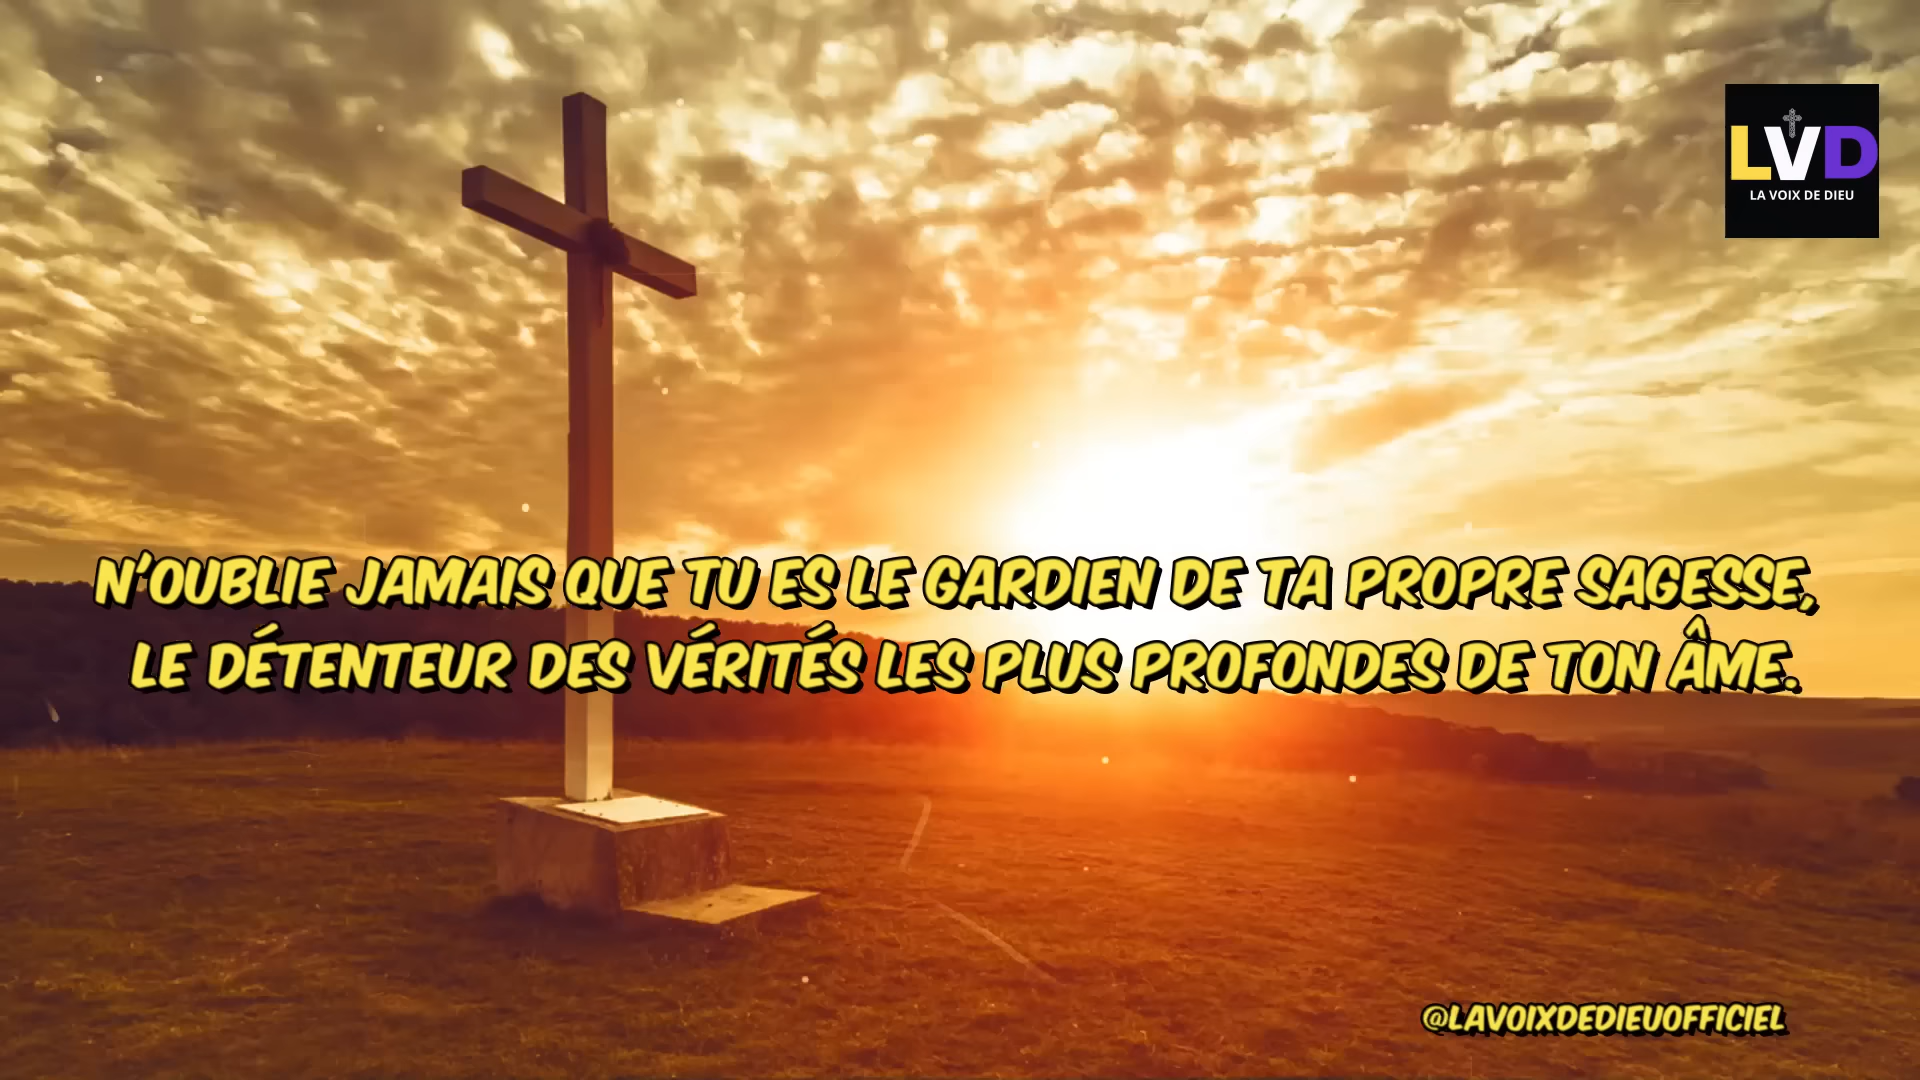 LVD
LA VOIX DE DIEU
N'OUBLIE JAMAIS QUE TU ES LE GARDIEN DE TA PROPRE SAGESSE,
LE DÉTENTEUR DES VÉRITÉS LES PLUS PROFONDES DE TON ÂME.
@LAVOIXDEDIEUOFFICIEL